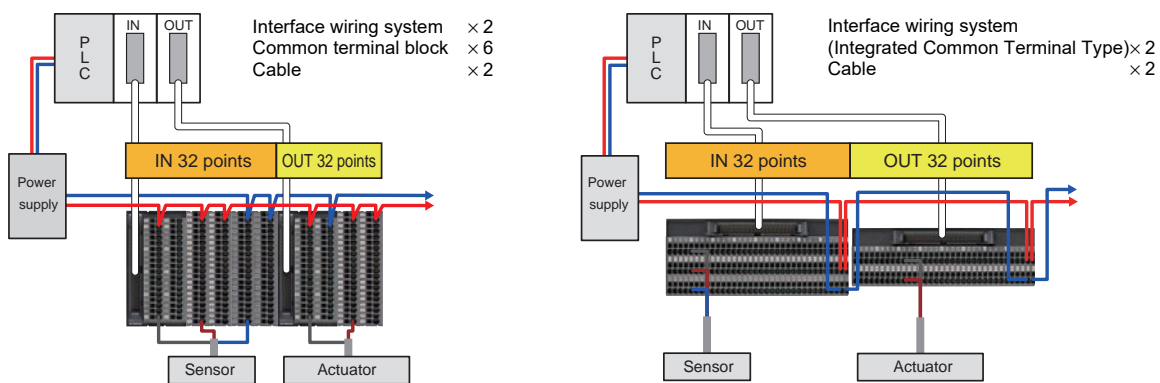 PLC
IN
OUT
Interface wiring system × 2
Common terminal block × 6
Cable × 2
IN 32 points
OUT 32 points
Power
supply
Sensor
Actuator
PLC
IN
OUT
Interface wiring system
(Integrated Common Terminal Type)× 2
Cable × 2
IN 32 points
OUT 32 points
Power
supply
Sensor
Actuator